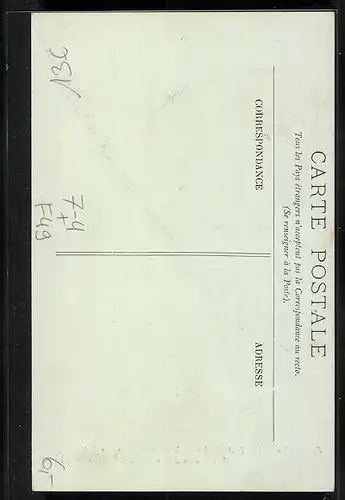 CARTE POSTALE
Tous les Pays étrangers n'acceptent pas la Correspondance au recto.
(Se renseigner à la Poste).
CORRESPONDANCE
ADRESSE
7-4
+
F49
6,-